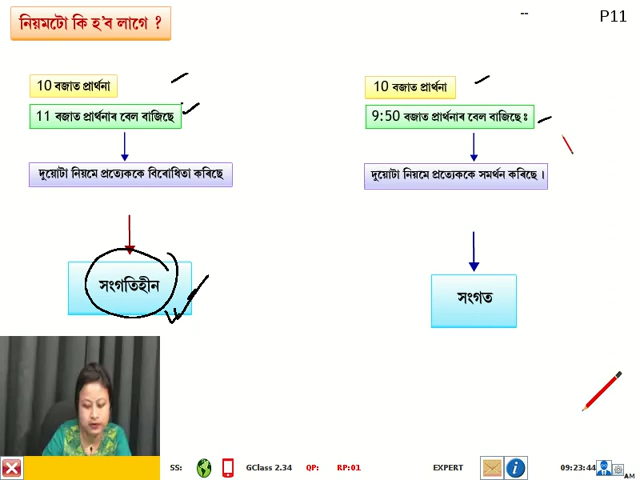 নিয়মটো কি হ'ব লাগে ?
--
P11
10 বজাত প্ৰাৰ্থনা
11 বজাত প্ৰাৰ্থনাৰ বেল বাজিছে
দুয়োটা নিয়মে প্ৰত্যেককে বিৰোধিতা কৰিছে
সংগতিহীন
10 বজাত প্ৰাৰ্থনা
9:50 বজাত প্ৰাৰ্থনাৰ বেল বাজিছেঃ
দুয়োটা নিয়মে প্ৰত্যেককে সমৰ্থন কৰিছে।
সংগত
SS: GClass 2.34 QP: RP:01 EXPERT 09:23:44 AM